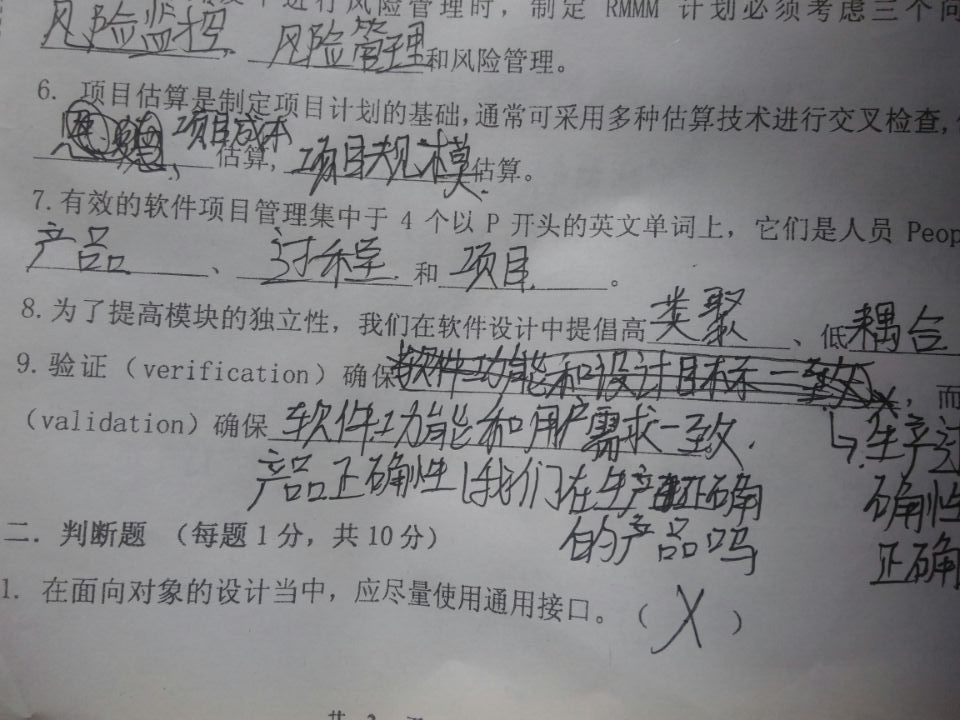 进行风险管理时，制定 RMMM 计划必须考虑三个问
风险监控、风险管理和风险管理。
6. 项目估算是制定项目计划的基础，通常可采用多种估算技术进行交叉检查，
项目成本估算，项目规模估算。
7.有效的软件项目管理集中于 4 个以 P 开头的英文单词上，它们是人员 Peop
产品、过程和项目。
8.为了提高模块的独立性，我们在软件设计中提倡高类聚、低耦合
9.验证（verification）确保软件功能和设计目标一致，而
（validation）确保软件功能和用户需求一致. 生产过
产品正确性(我们在生产正确 确性
的产品吗 正确
二．判断题 （每题 1 分，共 10 分）
1. 在面向对象的设计当中，应尽量使用通用接口。（ X ）